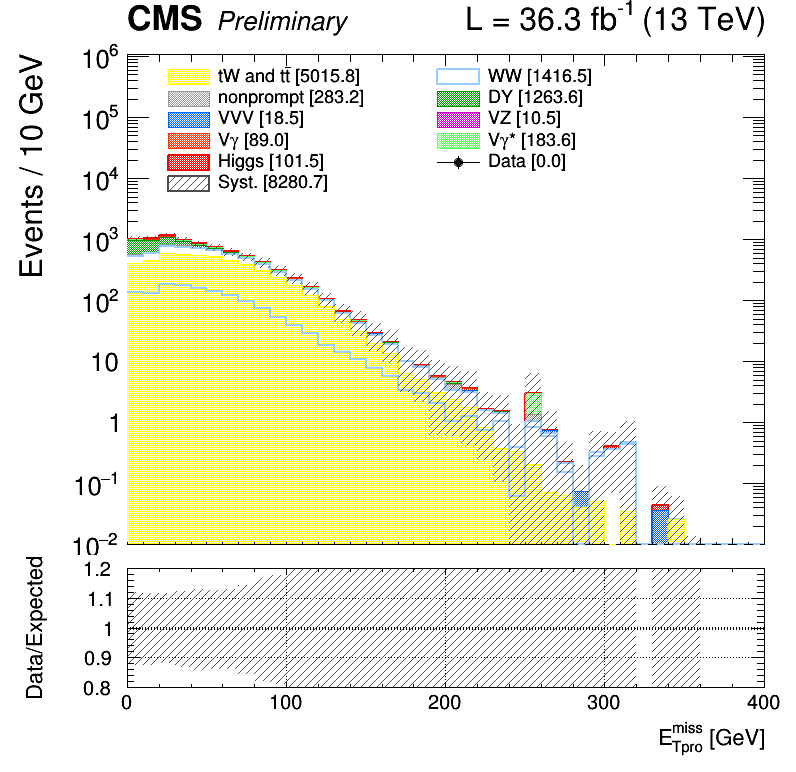 CMS Preliminary L = 36.3 fb⁻¹ (13 TeV)
Events / 10 GeV
10⁶
10⁵
10⁴
10³
10²
10
1
10⁻¹
10⁻²
tW and tt̄ [5015.8]
nonprompt [283.2]
VVV [18.5]
Vγ [89.0]
Higgs [101.5]
Syst. [8280.7]
WW [1416.5]
DY [1263.6]
VZ [10.5]
Vγ* [183.6]
Data [0.0]
Data/Expected
1.2
1.1
1
0.9
0.8
0 100 200 300 400
E_Tpro^miss [GeV]